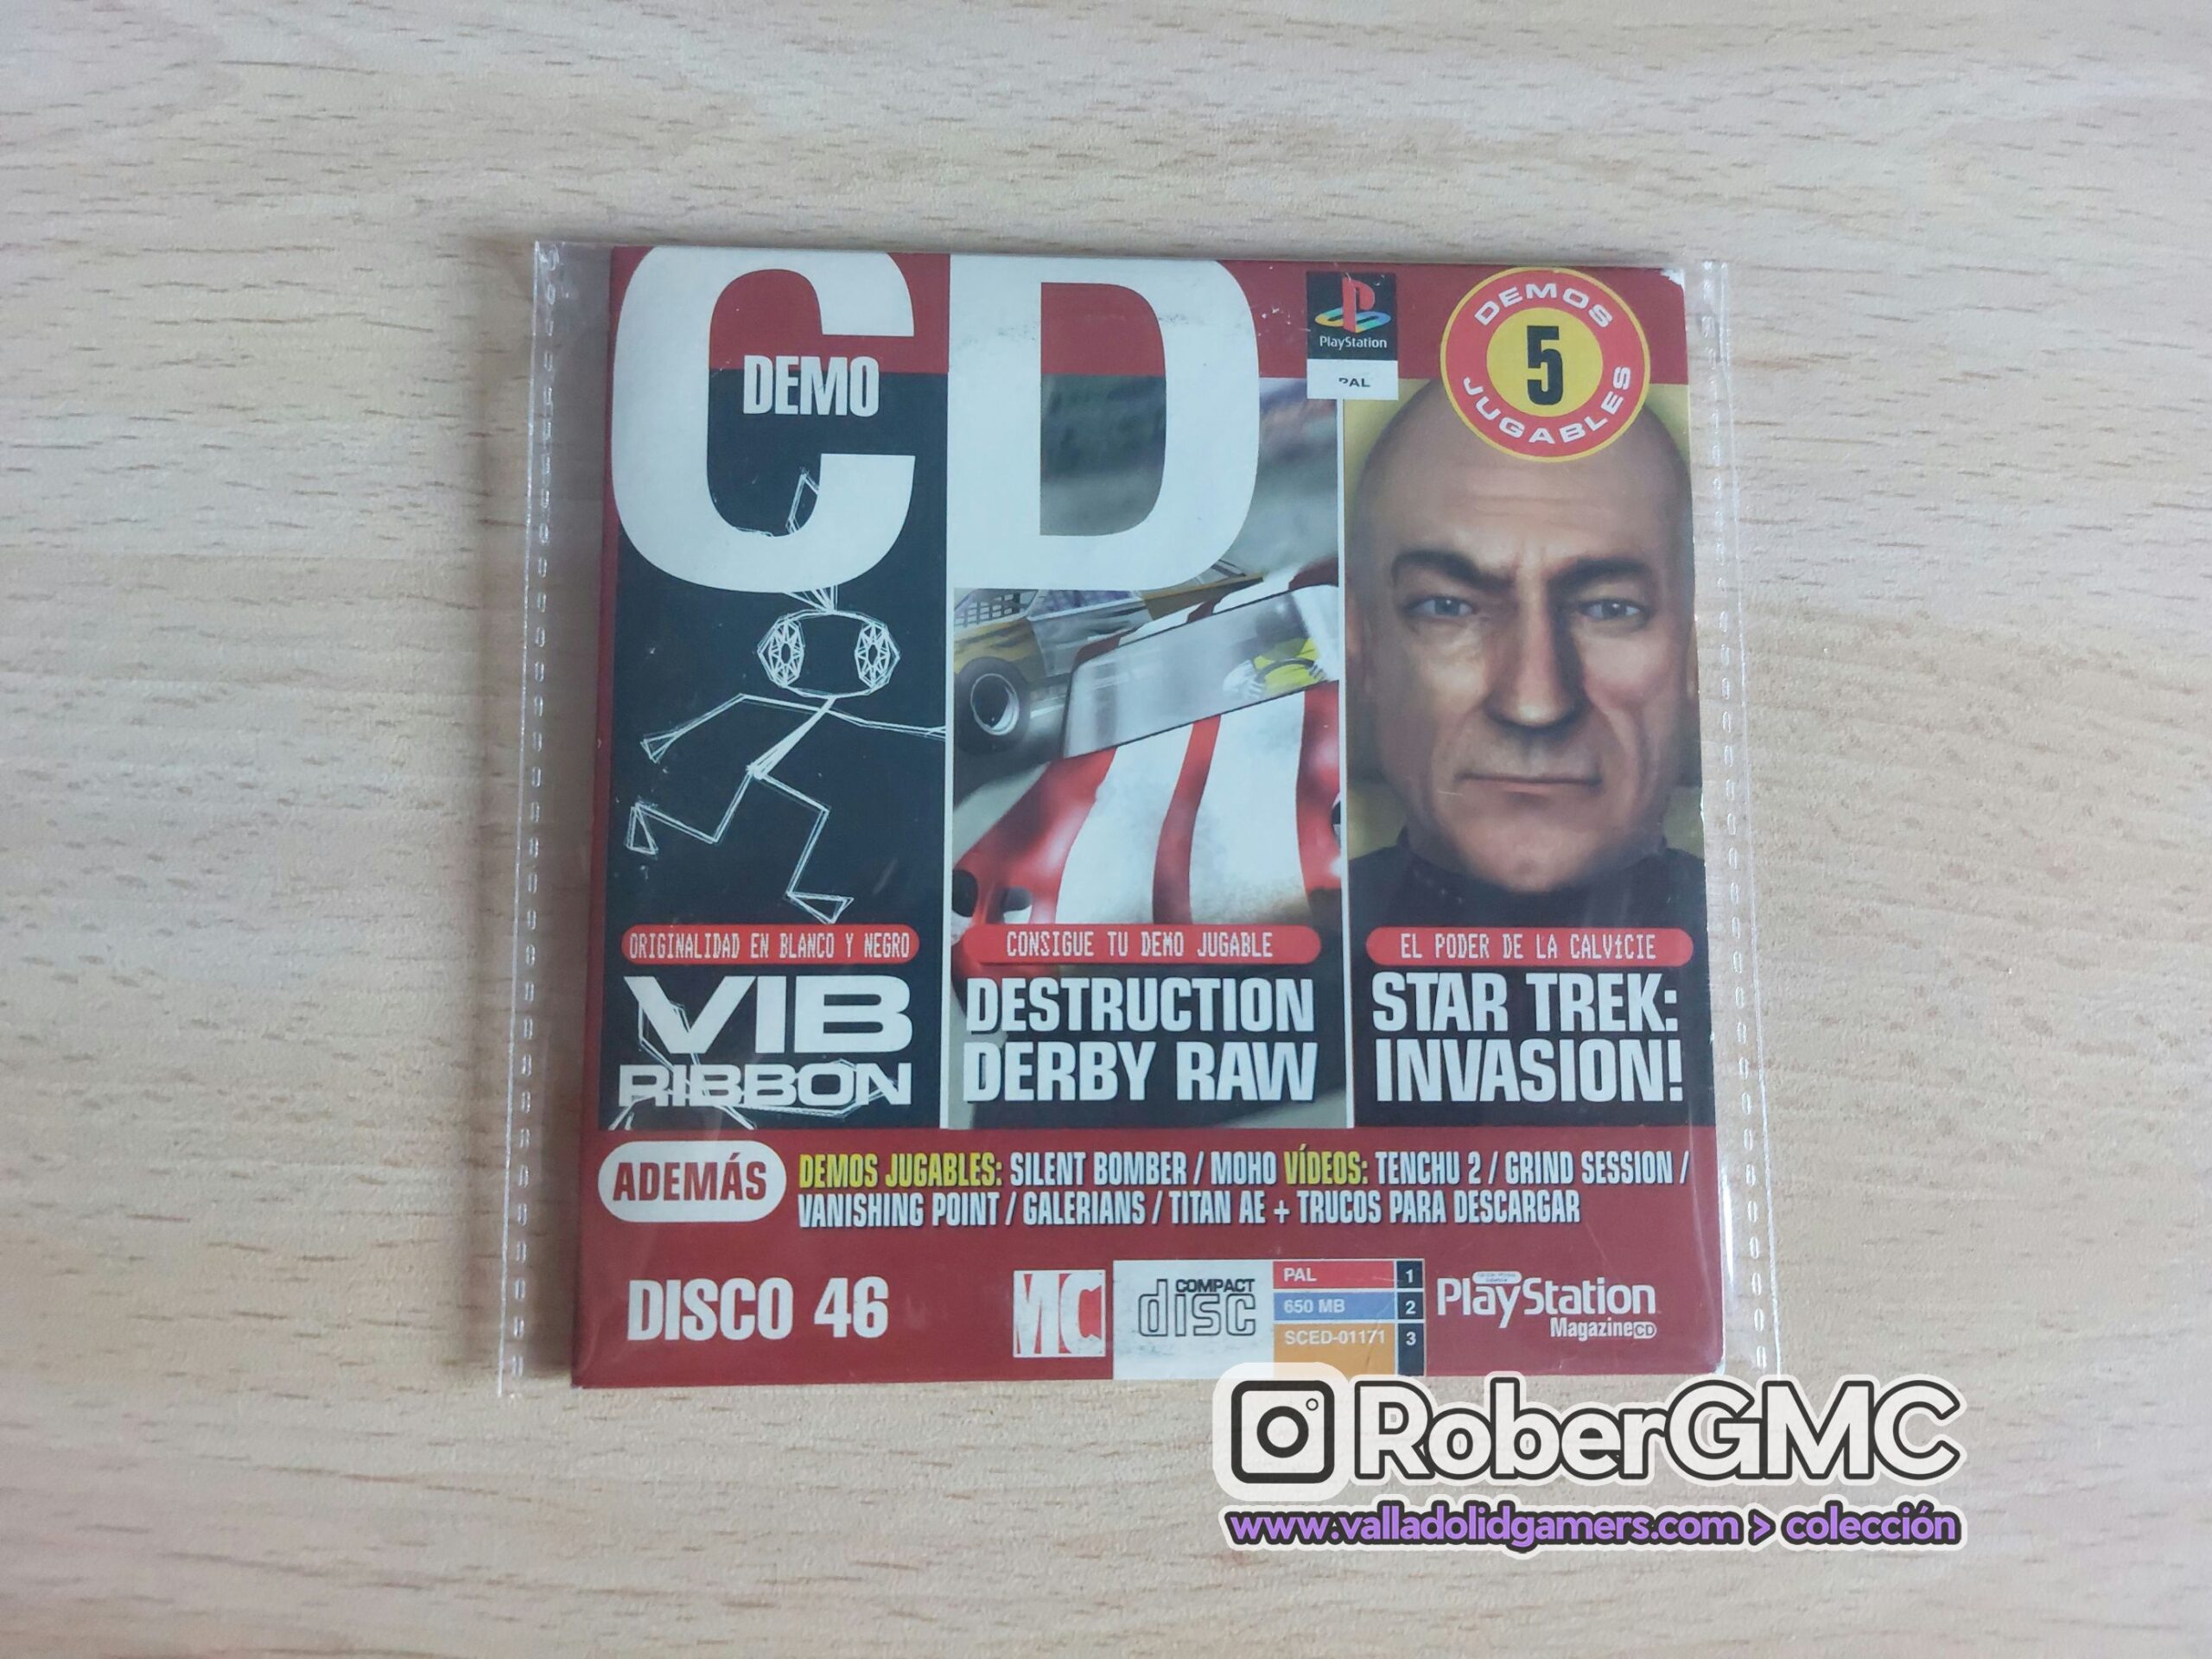 CD
DEMO
PlayStation
PAL
DEMOS
5
JUGABLES
ORIGINALIDAD EN BLANCO Y NEGRO
VIB
RIBBON
CONSIGUE TU DEMO JUGABLE
DESTRUCTION
DERBY RAW
EL PODER DE LA CALVíCIE
STAR TREK:
INVASION!
ADEMÁS
DEMOS JUGABLES: SILENT BOMBER / MOHO VÍDEOS: TENCHU 2 / GRIND SESSION /
VANISHING POINT / GALERIANS / TITAN AE + TRUCOS PARA DESCARGAR
DISCO 46
MC
COMPACT
disc
PAL 1
650 MB 2
SCED-01171 3
PlayStation
Magazine CD
RoberGMC
www.valladolidgamers.com > colección